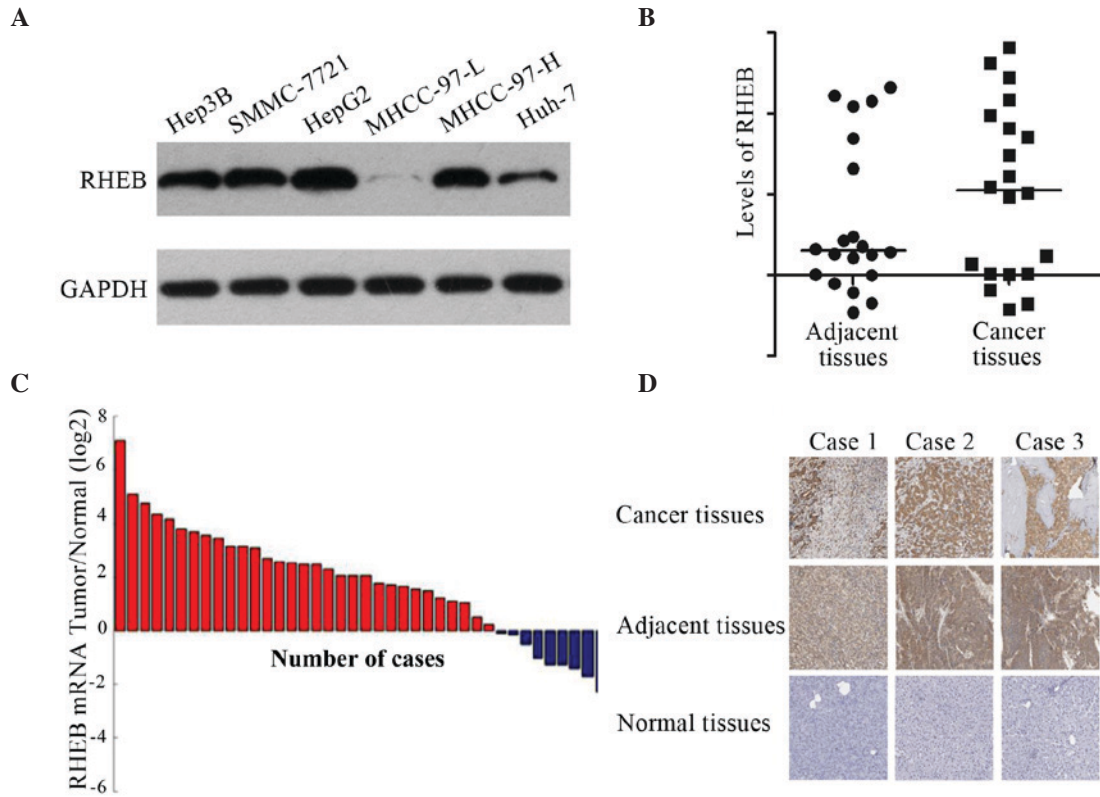 A
Hep3B
SMMC-7721
HepG2
MHCC-97-L
MHCC-97-H
Huh-7
RHEB
GAPDH
B
Levels of RHEB
Adjacent
tissues
Cancer
tissues
C
RHEB mRNA Tumor/Normal (log2)
8
6
4
2
0
-2
-4
-6
Number of cases
D
Case 1
Case 2
Case 3
Cancer tissues
Adjacent tissues
Normal tissues